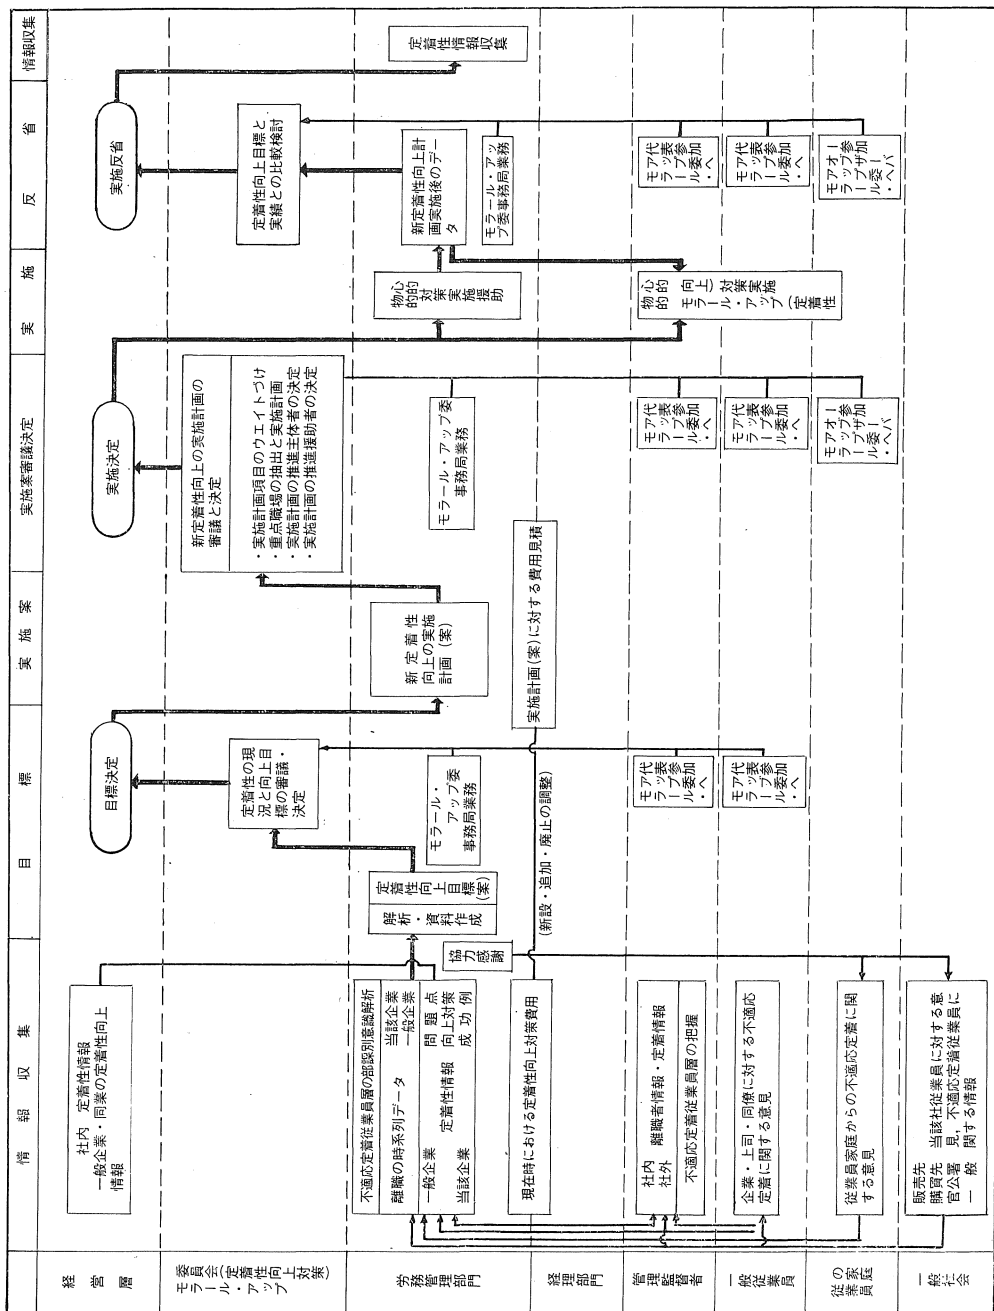 情報収集
目標
実施案
実施案審議決定
実施
反省
情報収集
経営層
社内 定着性情報
一般企業・同業の定着性向上
情報
目標決定
実施決定
実施反省
モラール・アップ
委員会(定着性向上対策)
定着性の現
況と向上目
標の審議・
決定
新定着性向上の実施計画の
審議と決定
・実施計画項目のウエイトづけ
・重点職場の抽出と実施計画
・実施計画の推進主体者の決定
・実施計画の推進援助者の決定
定着性向上目標と
実績との比較検討
労務管理部門
不適応定着従業員層の部課別意識解析
離職の時系列データ
当該企業
一般企業
一般企業
当該企業
定着性情報
問題点
向上対策
成功例
協力
感謝
解析・資料作成
定着性向上目標(案)
モラール・
アップ委
事務局業務
新定着性
向上の実施
計画(案)
モラール・アップ委
事務局業務
物的
心的
対策実施援助
新定着性向上計
画実施後のデー
タ
モラール・アッ
プ委事務局業務
定着性情報収集
経理部門
現在時における定着性向上対策費用
(新設・追加・廃止の調整)
実施計画(案)に対する費用見積
管理監督者
社内
社外
離職者情報・定着情報
不適応定着従業員層の把握
モラール・
アップ委へ
代表参加
モラール・
アップ委へ
代表参加
物的
心的
対策実施
モラール・アップ(定着性
向上)
モラール・
アップ委へ
代表参加
一般従業員
企業・上司・同僚に対する不適応
定着に関する意見
モラール・
アップ委へ
代表参加
モラール・
アップ委へ
代表参加
モラール・
アップ委へ
代表参加
従業員の家庭
従業員家庭からの不適応定着に関
する意見
モラール・
アップ委へ
オーバ
ザー
参加
モラール・
アップ委へ
オーバ
ザー
参加
一般社会
販売先
購買先
官公署
一般
当該社従業員に対する意
見,不適応定着従業員に
関する情報